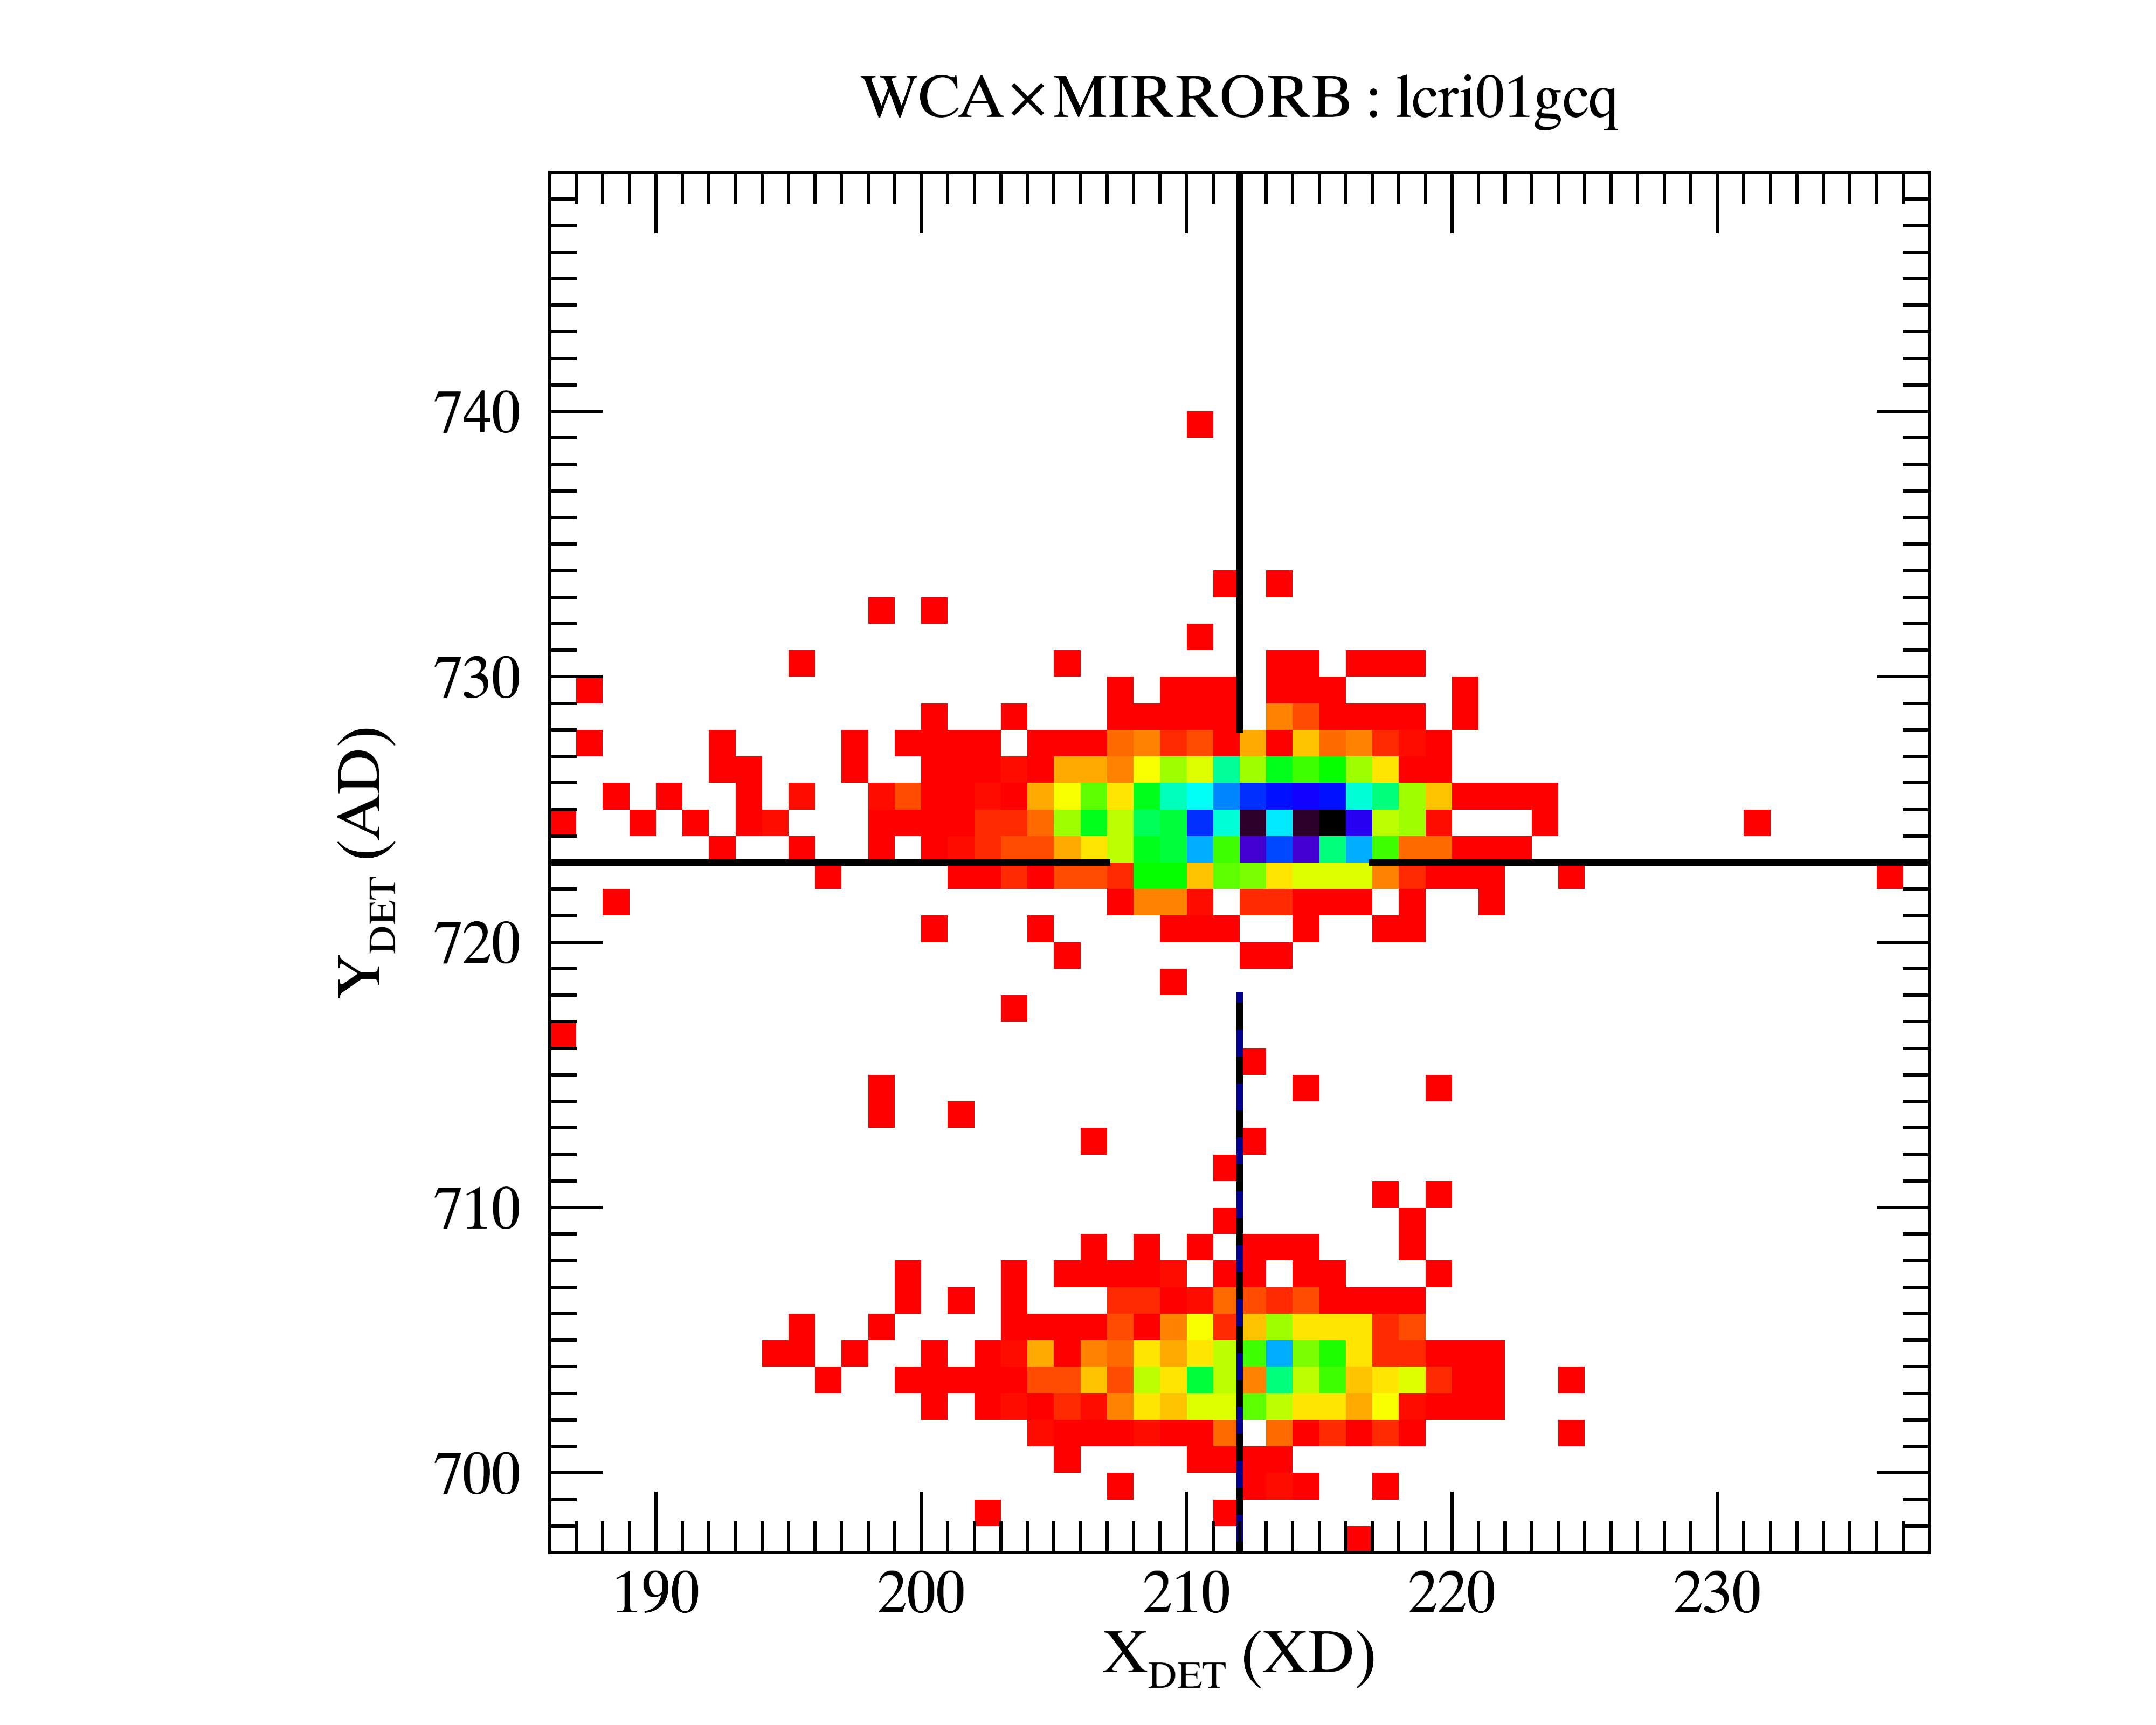 WCA×MIRRORB : lcri01gcq
740
730
720
710
700
Y_DET (AD)
190 200 210 220 230
X_DET (XD)